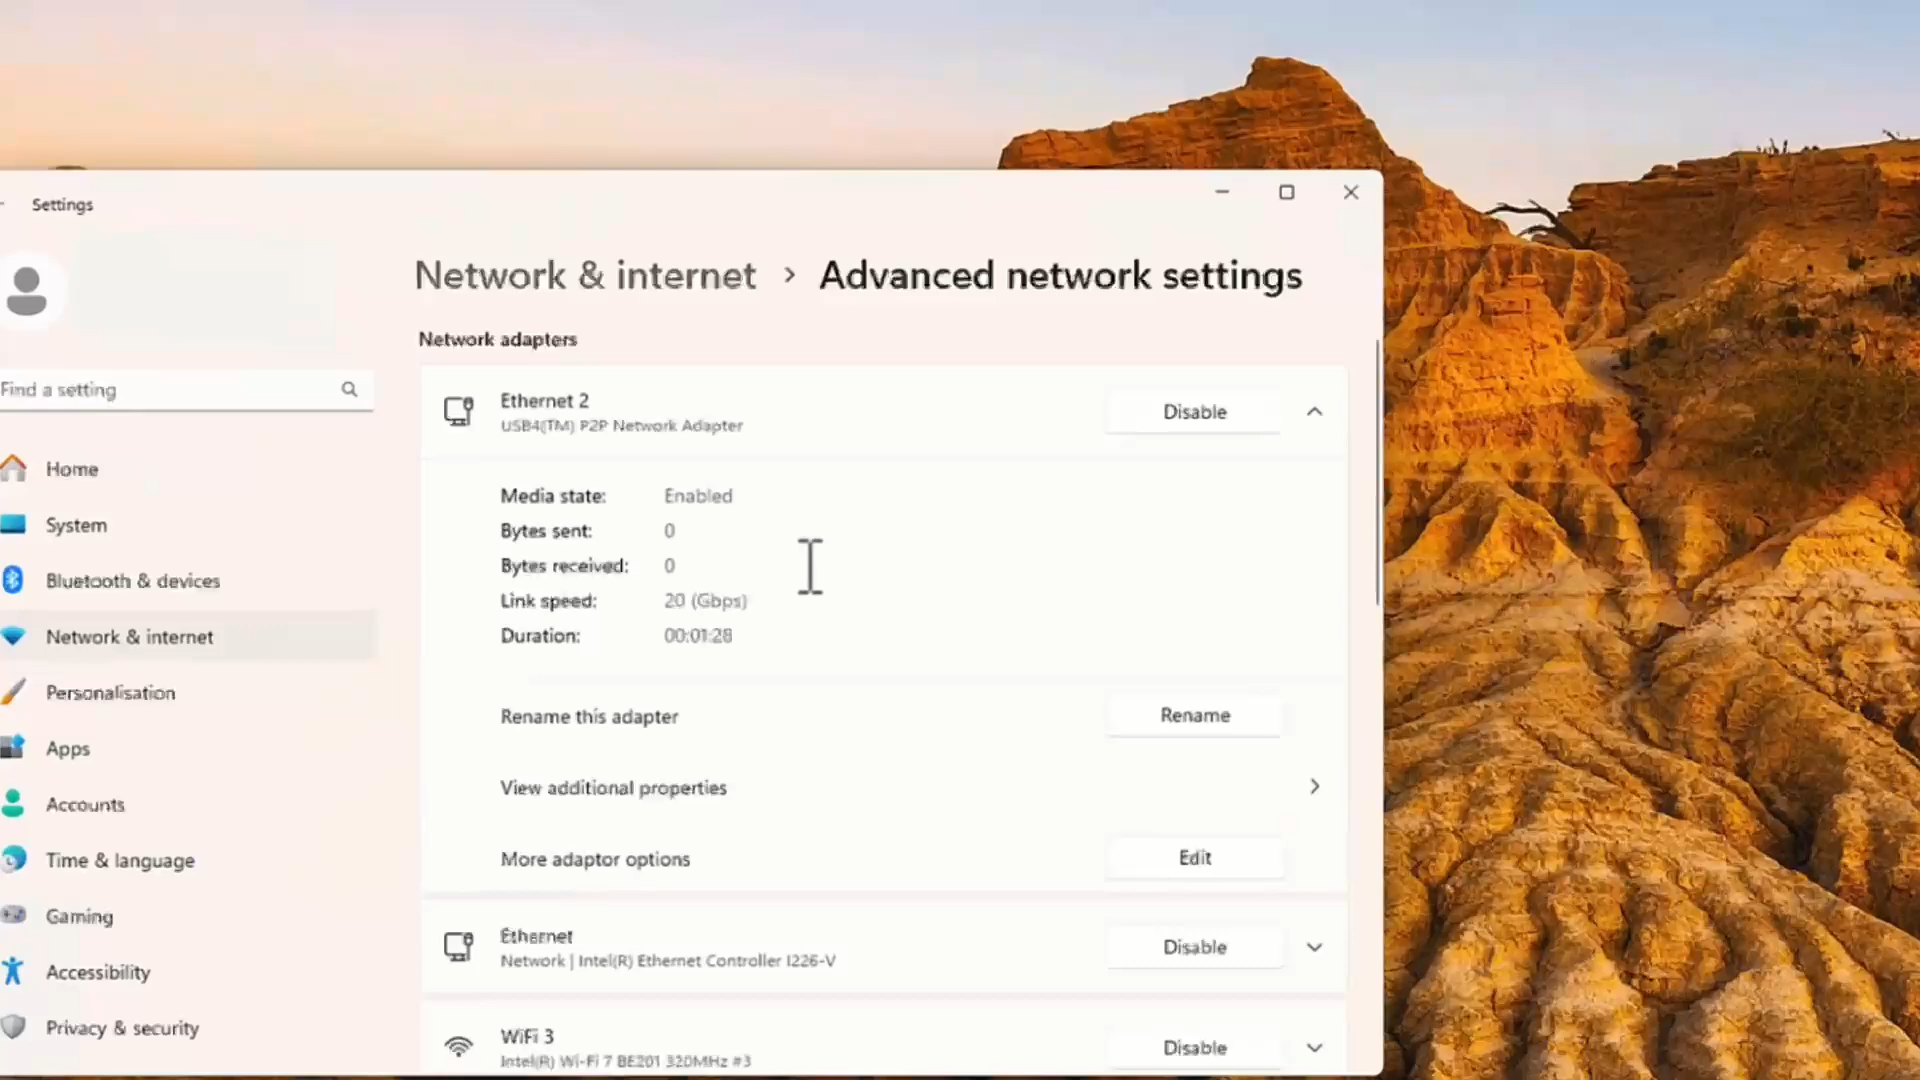 Settings
Network & internet > Advanced network settings
Network adapters
Find a setting
Home
System
Bluetooth & devices
Network & internet
Personalisation
Apps
Accounts
Time & language
Gaming
Accessibility
Privacy & security
Ethernet 2
USB4(TM) P2P Network Adapter
Disable
Media state: Enabled
Bytes sent: 0
Bytes received: 0
Link speed: 20 (Gbps)
Duration: 00:01:28
Rename this adapter
Rename
View additional properties
More adaptor options
Edit
Ethernet
Network | Intel(R) Ethernet Controller I226-V
Disable
WiFi 3
Intel(R) Wi-Fi 7 BE201 320MHz #3
Disable